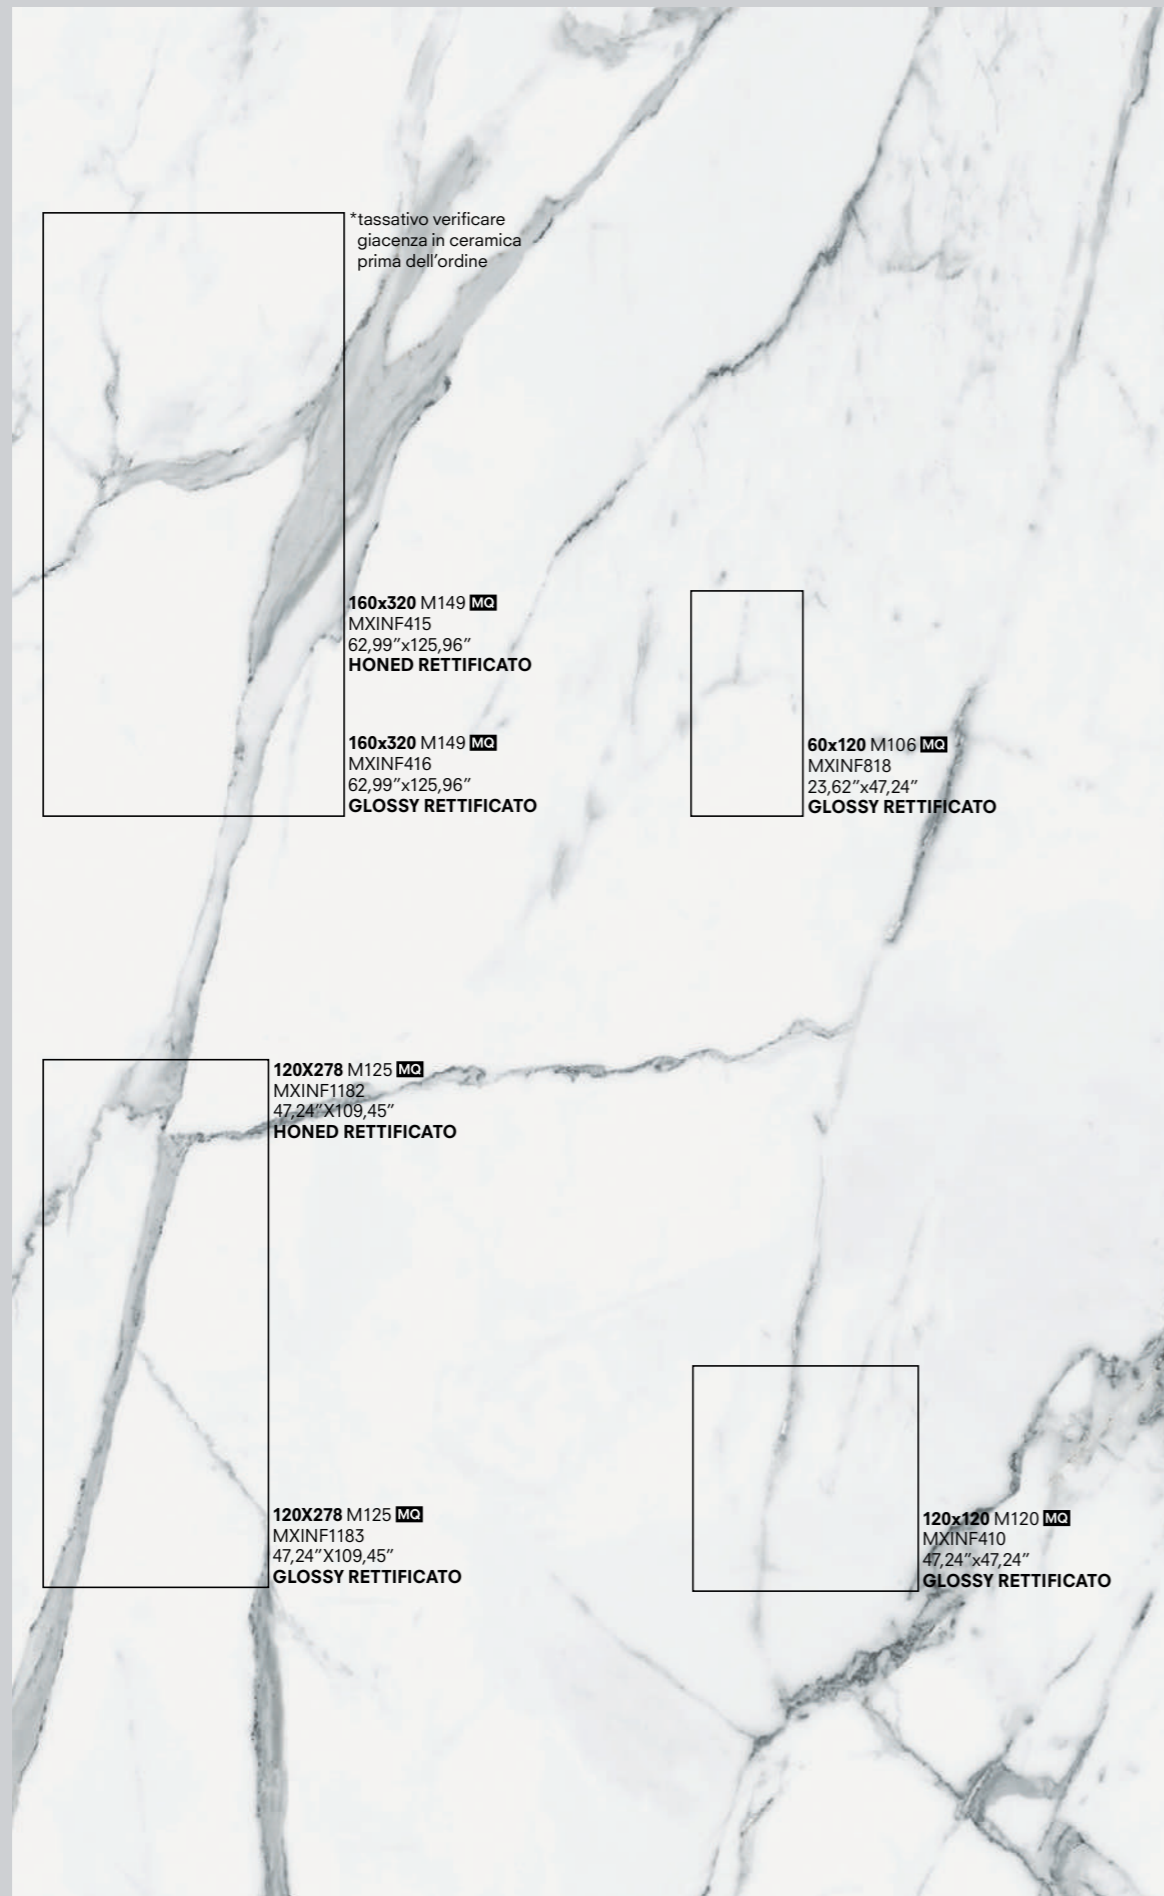 *tassativo verificare
giacenza in ceramica
prima dell’ordine
160x320 M149 MQ
MXINF415
62,99”x125,96”
HONED RETTIFICATO
160x320 M149 MQ
MXINF416
62,99”x125,96”
GLOSSY RETTIFICATO
60x120 M106 MQ
MXINF818
23,62”x47,24”
GLOSSY RETTIFICATO
120X278 M125 MQ
MXINF1182
47,24”X109,45”
HONED RETTIFICATO
120X278 M125 MQ
MXINF1183
47,24”X109,45”
GLOSSY RETTIFICATO
120x120 M120 MQ
MXINF410
47,24”x47,24”
GLOSSY RETTIFICATO